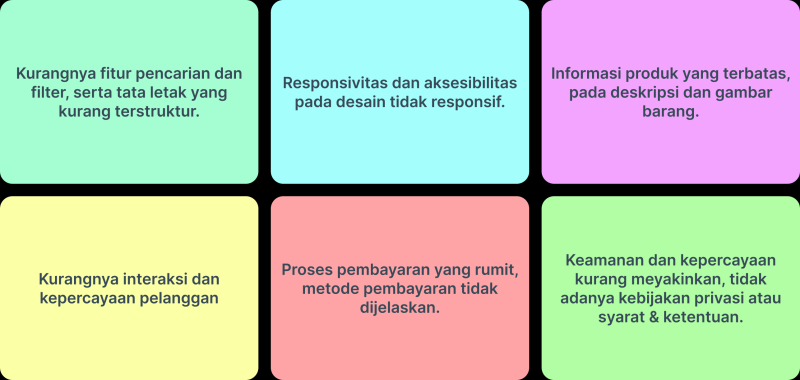 Kurangnya fitur pencarian dan
filter, serta tata letak yang
kurang terstruktur.
Responsivitas dan aksesibilitas
pada desain tidak responsif.
Informasi produk yang terbatas,
pada deskripsi dan gambar
barang.
Kurangnya interaksi dan
kepercayaan pelanggan
Proses pembayaran yang rumit,
metode pembayaran tidak
dijelaskan.
Keamanan dan kepercayaan
kurang meyakinkan, tidak
adanya kebijakan privasi atau
syarat & ketentuan.